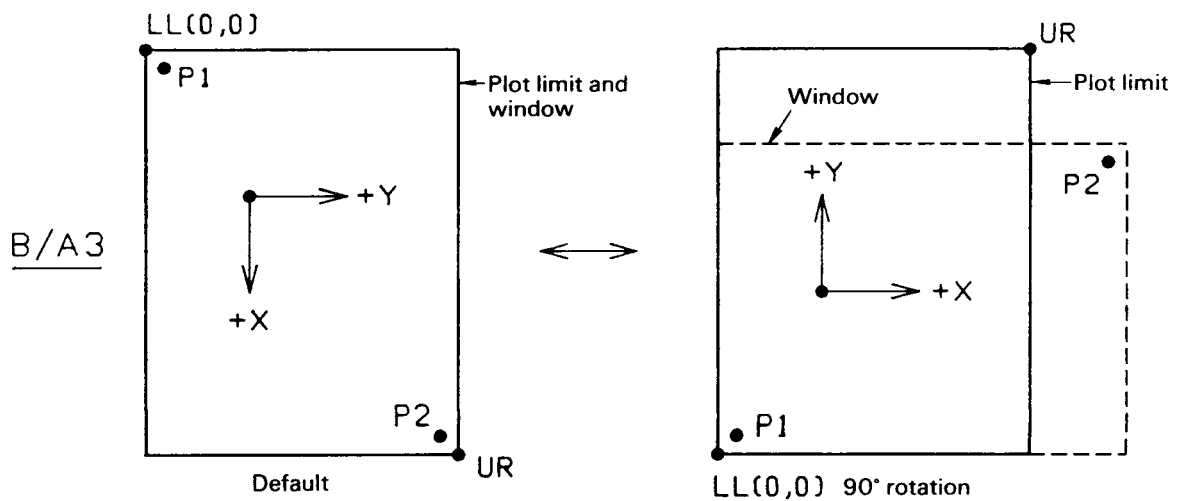 LL(0,0)
P1
Plot limit and
window
+Y
+X
B/A3
P2
UR
Default
UR
Plot limit
Window
+Y
P2
+X
P1
LL(0,0) 90° rotation